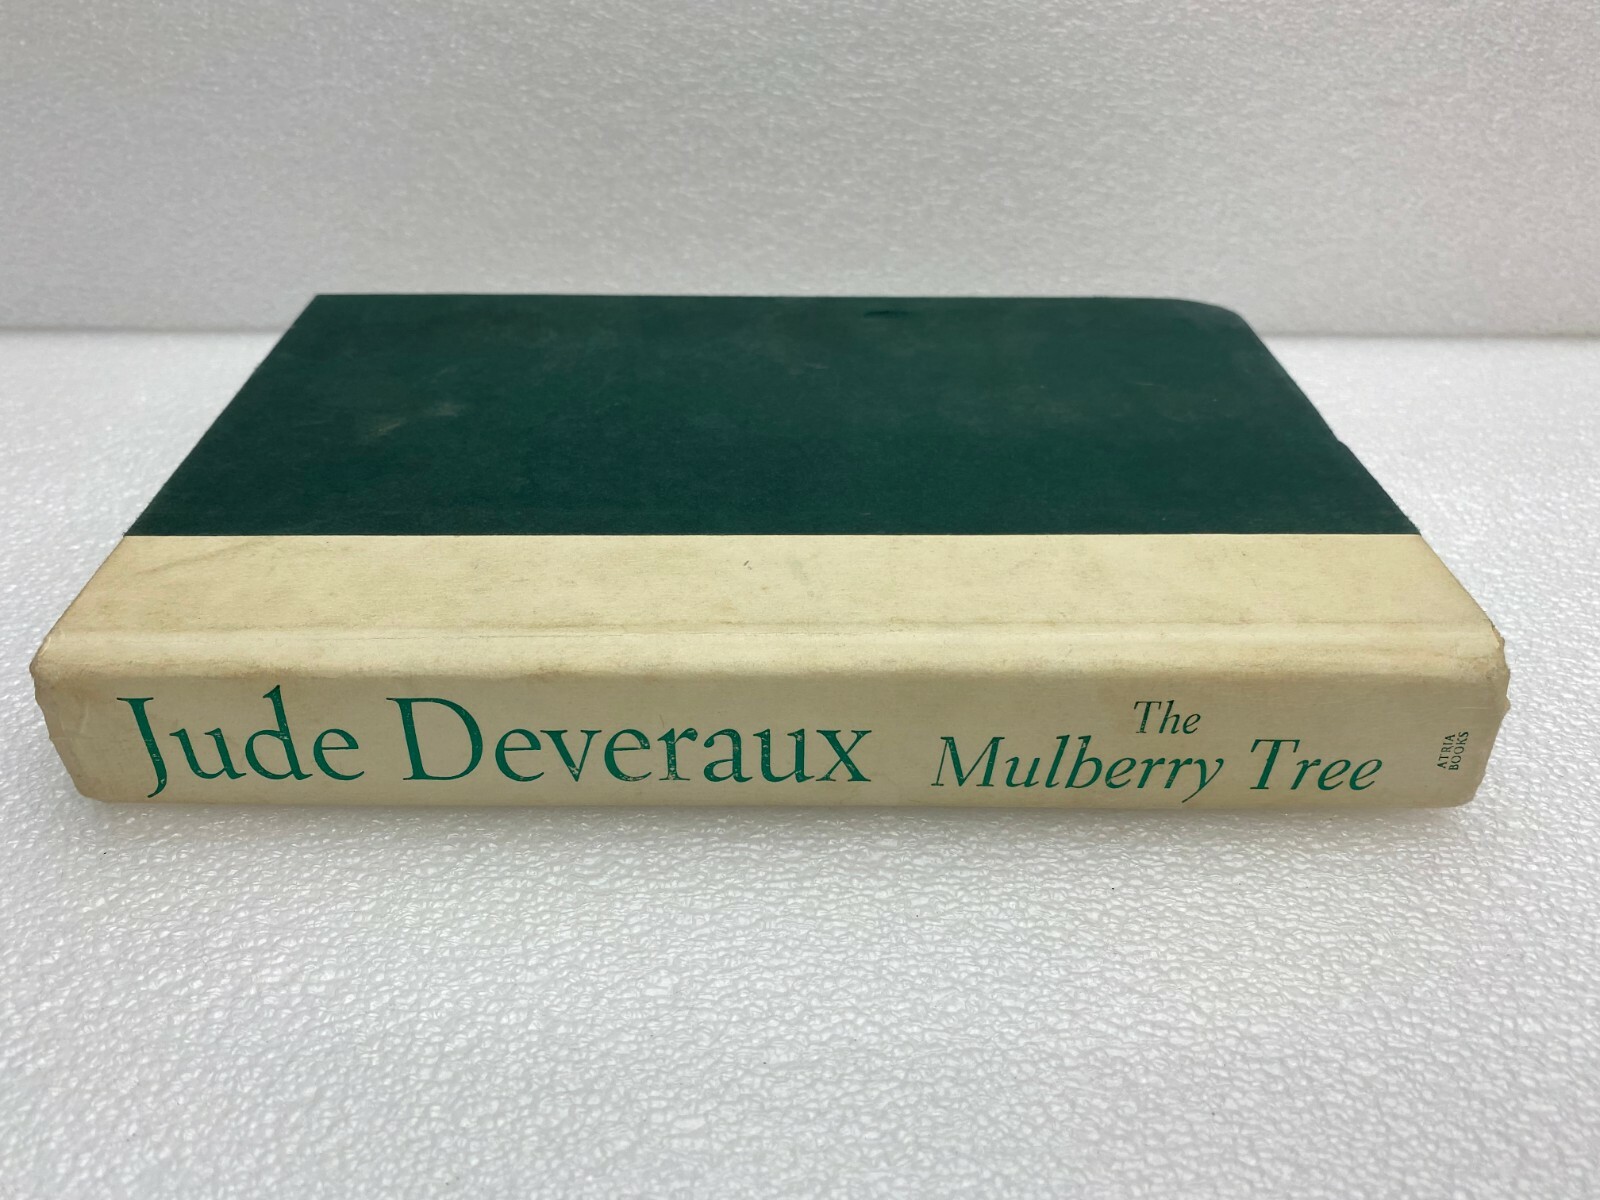 Jude Deveraux
The
Mulberry Tree
ATRIA
BOOKS